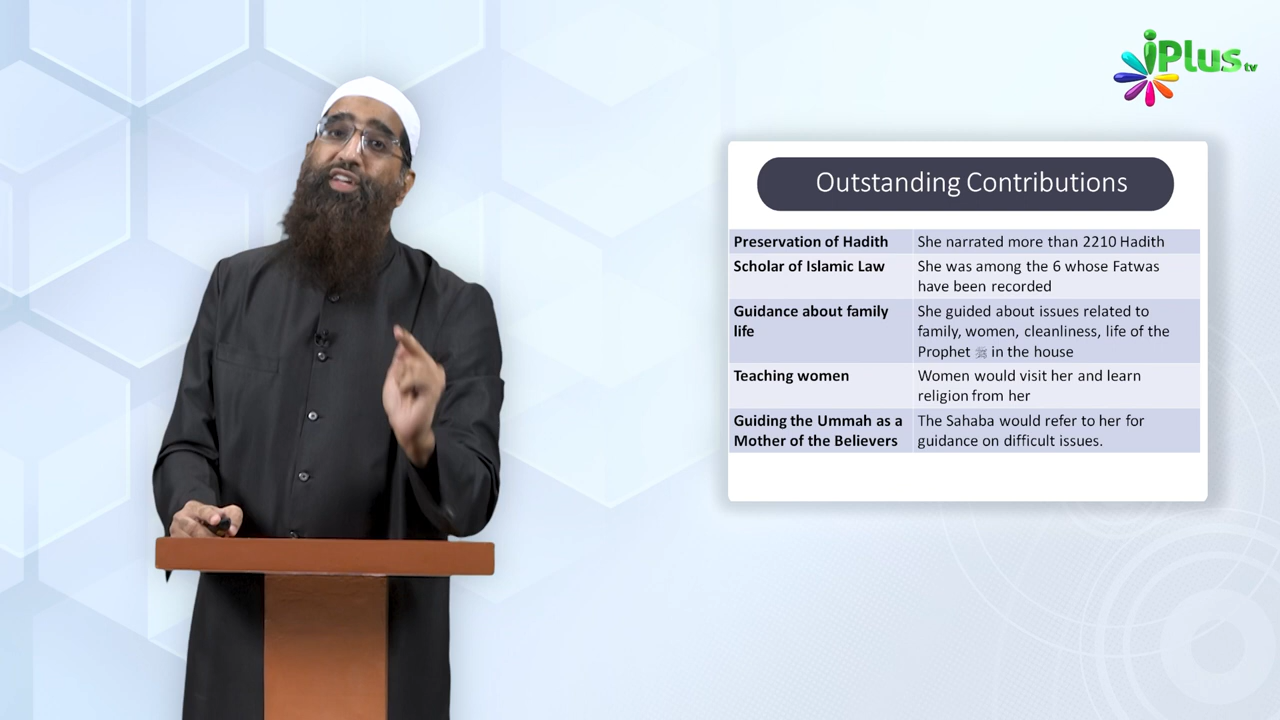 iPlus tv
Outstanding Contributions
Preservation of Hadith
She narrated more than 2210 Hadith
Scholar of Islamic Law
She was among the 6 whose Fatwas
have been recorded
Guidance about family
life
She guided about issues related to
family, women, cleanliness, life of the
Prophet ﷺ in the house
Teaching women
Women would visit her and learn
religion from her
Guiding the Ummah as a
Mother of the Believers
The Sahaba would refer to her for
guidance on difficult issues.